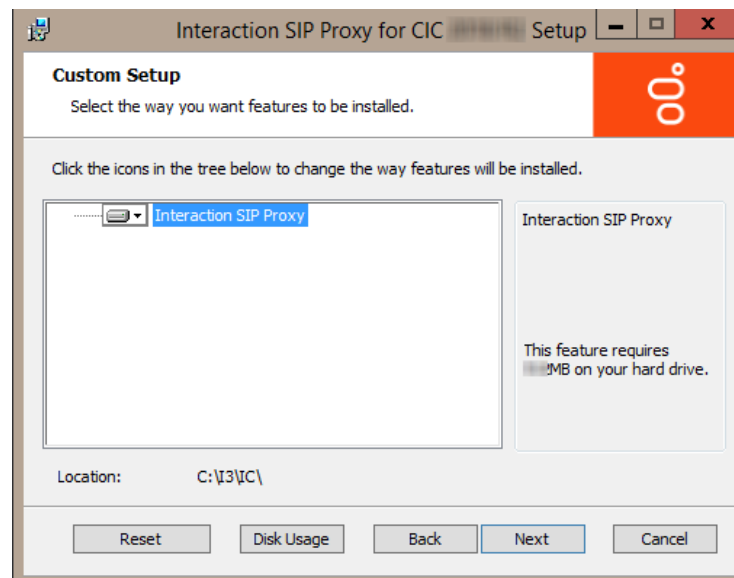 Interaction SIP Proxy for CIC Setup
Custom Setup
Select the way you want features to be installed.
Click the icons in the tree below to change the way features will be installed.
Interaction SIP Proxy
Interaction SIP Proxy
This feature requires
MB on your hard drive.
Location: C:\I3\IC\
Reset Disk Usage Back Next Cancel